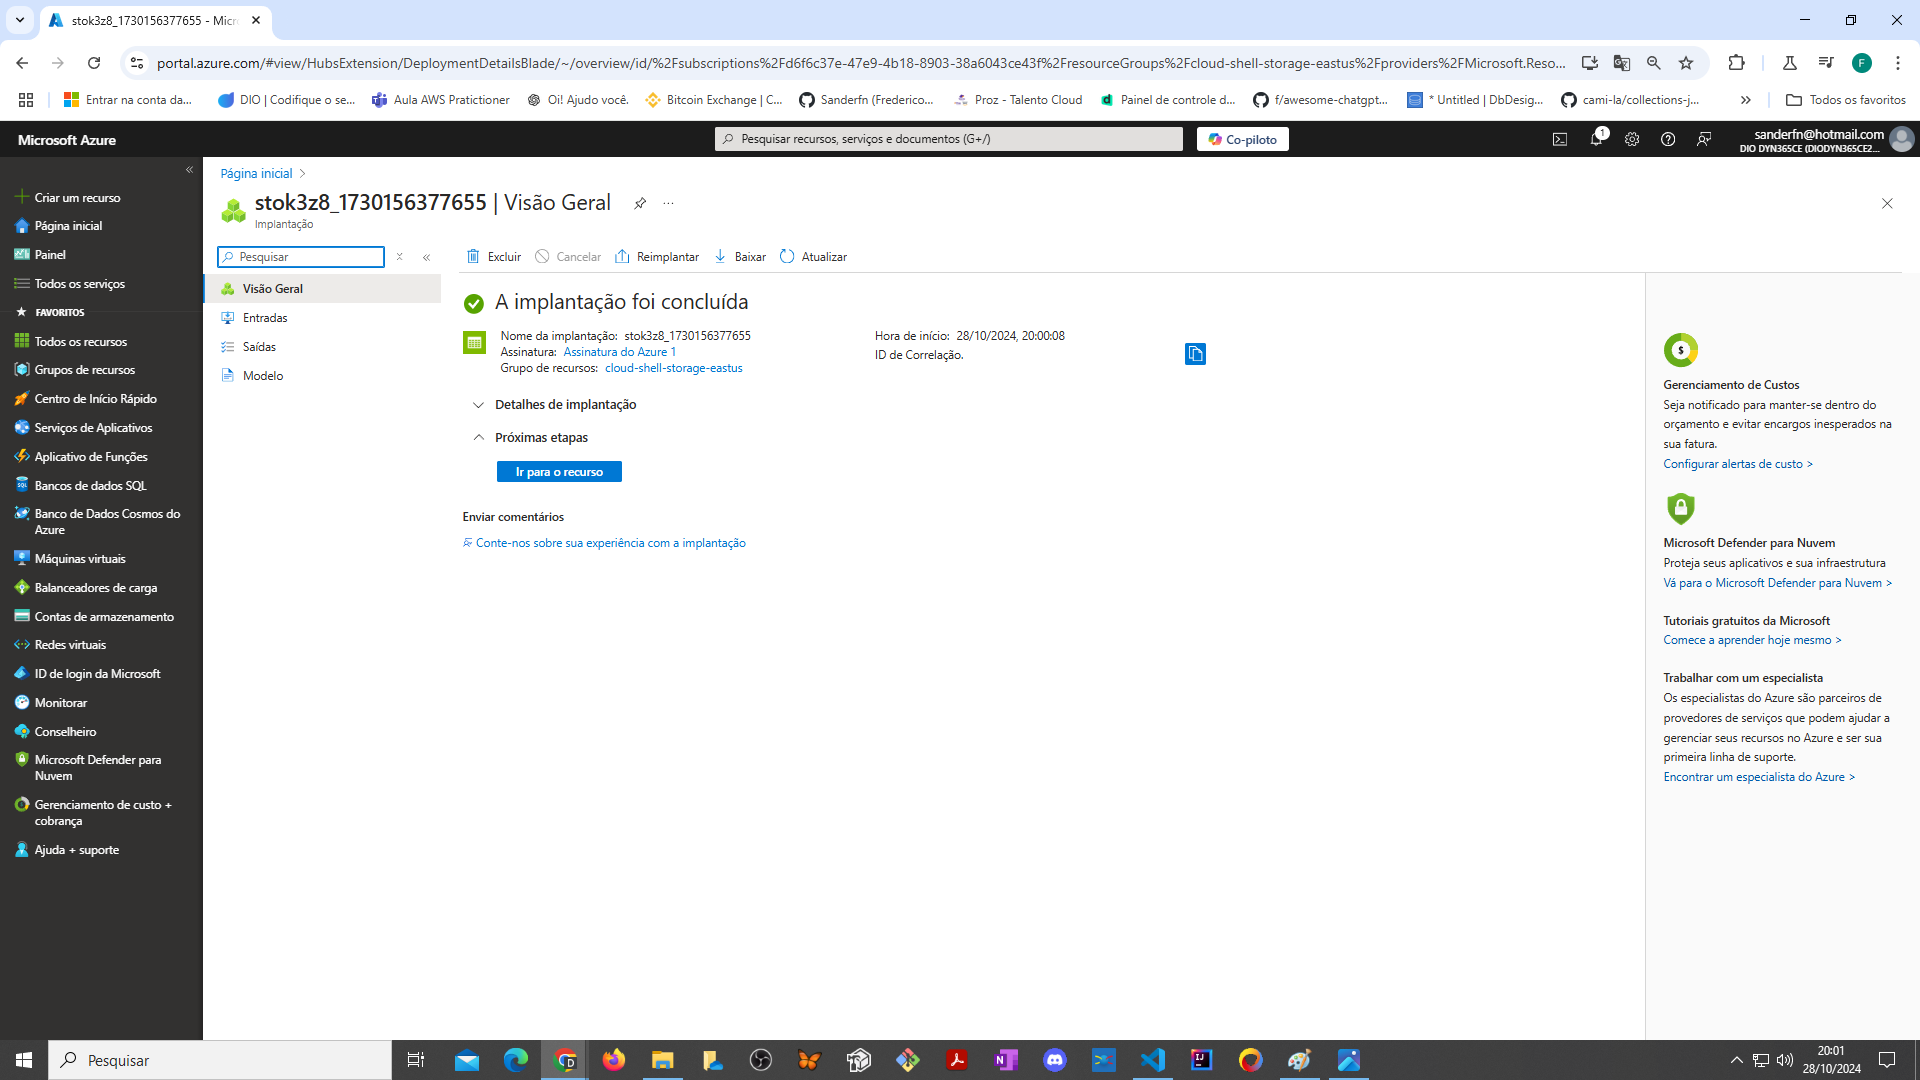 stok3z8_1730156377655 - Micr
portal.azure.com/#view/HubsExtension/DeploymentDetailsBlade/~/overview/id/%2Fsubscriptions%2Fd6f6c37e-47e9-4b18-8903-38a6043ce43f%2FresourceGroups%2Fcloud-shell-storage-eastus%2Fproviders%2FMicrosoft.Reso...
F
Entrar na conta da...
DIO | Codifique o se...
Aula AWS Pratictioner
Oi! Ajudo você.
Bitcoin Exchange | C...
Sanderfn (Frederico...
Proz - Talento Cloud
Painel de controle d...
f/awesome-chatgpt...
* Untitled | DbDesig...
cami-la/collections-j...
Todos os favoritos
Microsoft Azure
Pesquisar recursos, serviços e documentos (G+/)
Co-piloto
1
sanderfn@hotmail.com
DIO DYN365CE (DIODYN365CE2...
Criar um recurso
Página inicial
Painel
Todos os serviços
FAVORITOS
Todos os recursos
Grupos de recursos
Centro de Início Rápido
Serviços de Aplicativos
Aplicativo de Funções
Bancos de dados SQL
Banco de Dados Cosmos do
Azure
Máquinas virtuais
Balanceadores de carga
Contas de armazenamento
Redes virtuais
ID de login da Microsoft
Monitorar
Conselheiro
Microsoft Defender para
Nuvem
Gerenciamento de custo +
cobrança
Ajuda + suporte
Página inicial
stok3z8_1730156377655 | Visão Geral
Implantação
Pesquisar
Visão Geral
Entradas
Saídas
Modelo
Excluir
Cancelar
Reimplantar
Baixar
Atualizar
A implantação foi concluída
Nome da implantação: stok3z8_1730156377655
Assinatura: Assinatura do Azure 1
Grupo de recursos: cloud-shell-storage-eastus
Hora de início: 28/10/2024, 20:00:08
ID de Correlação.
Detalhes de implantação
Próximas etapas
Ir para o recurso
Enviar comentários
Conte-nos sobre sua experiência com a implantação
Gerenciamento de Custos
Seja notificado para manter-se dentro do
orçamento e evitar encargos inesperados na
sua fatura.
Configurar alertas de custo >
Microsoft Defender para Nuvem
Proteja seus aplicativos e sua infraestrutura
Vá para o Microsoft Defender para Nuvem >
Tutoriais gratuitos da Microsoft
Comece a aprender hoje mesmo >
Trabalhar com um especialista
Os especialistas do Azure são parceiros de
provedores de serviços que podem ajudar a
gerenciar seus recursos no Azure e ser sua
primeira linha de suporte.
Encontrar um especialista do Azure >
Pesquisar
20:01
28/10/2024